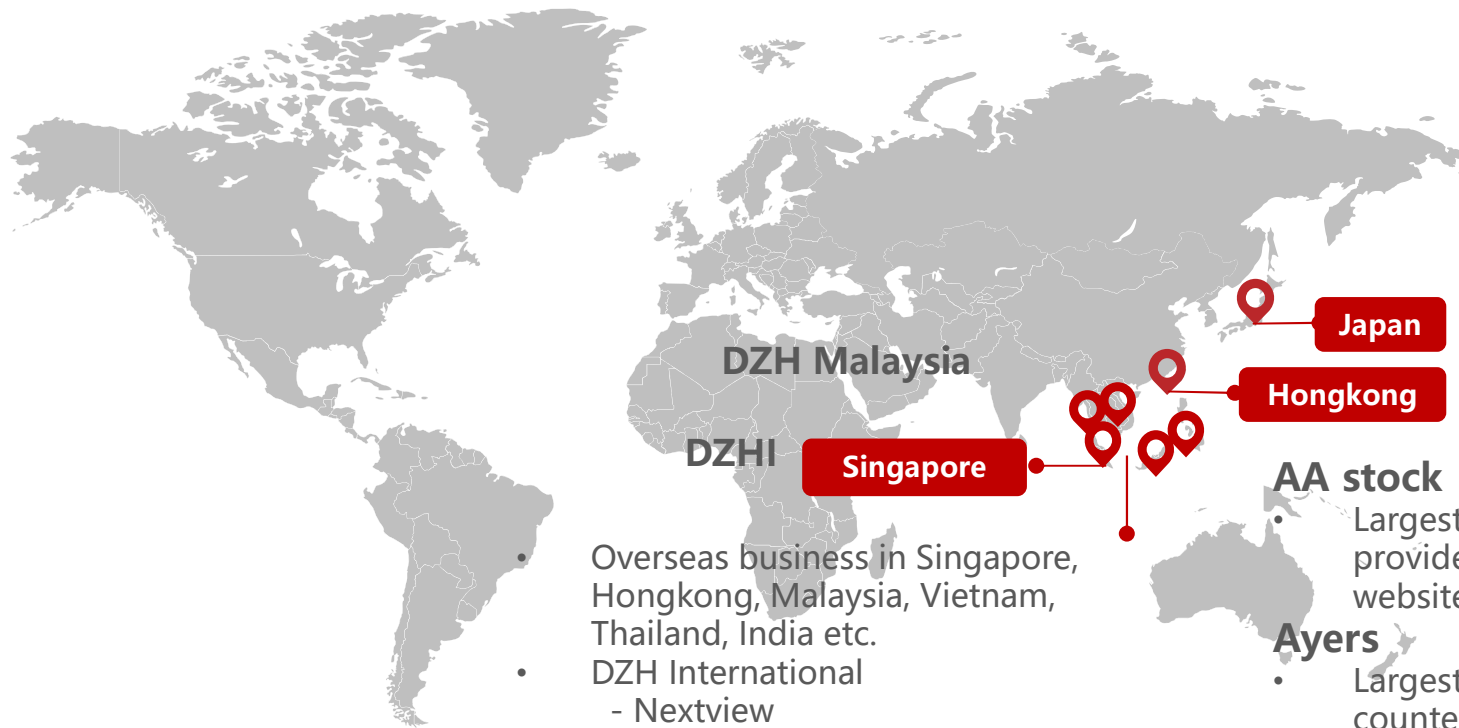 Japan
DZH Malaysia
Hongkong
DZHI
Singapore
AA stock
• Largest
provide
website
Ayers
• Largest
counte
• Overseas business in Singapore,
Hongkong, Malaysia, Vietnam,
Thailand, India etc.
• DZH International
- Nextview